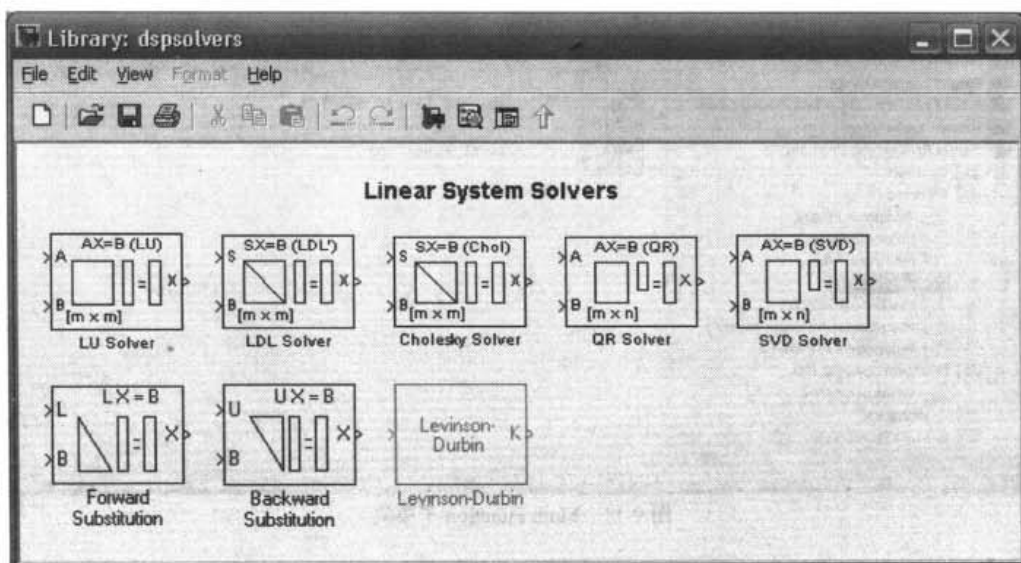 Library: dspsolvers
File Edit View Format Help
Linear System Solvers
AX=B (LU)
A
B
X
[m x m]
LU Solver
SX=B (LDL')
S
B
X
[m x m]
LDL Solver
SX=B (Chol)
S
B
X
[m x m]
Cholesky Solver
AX=B (QR)
A
B
X
[m x n]
QR Solver
AX=B (SVD)
A
B
X
[m x n]
SVD Solver
LX=B
L
B
X
Forward
Substitution
UX=B
U
B
X
Backward
Substitution
Levinson-
Durbin
K
Levinson-Durbin